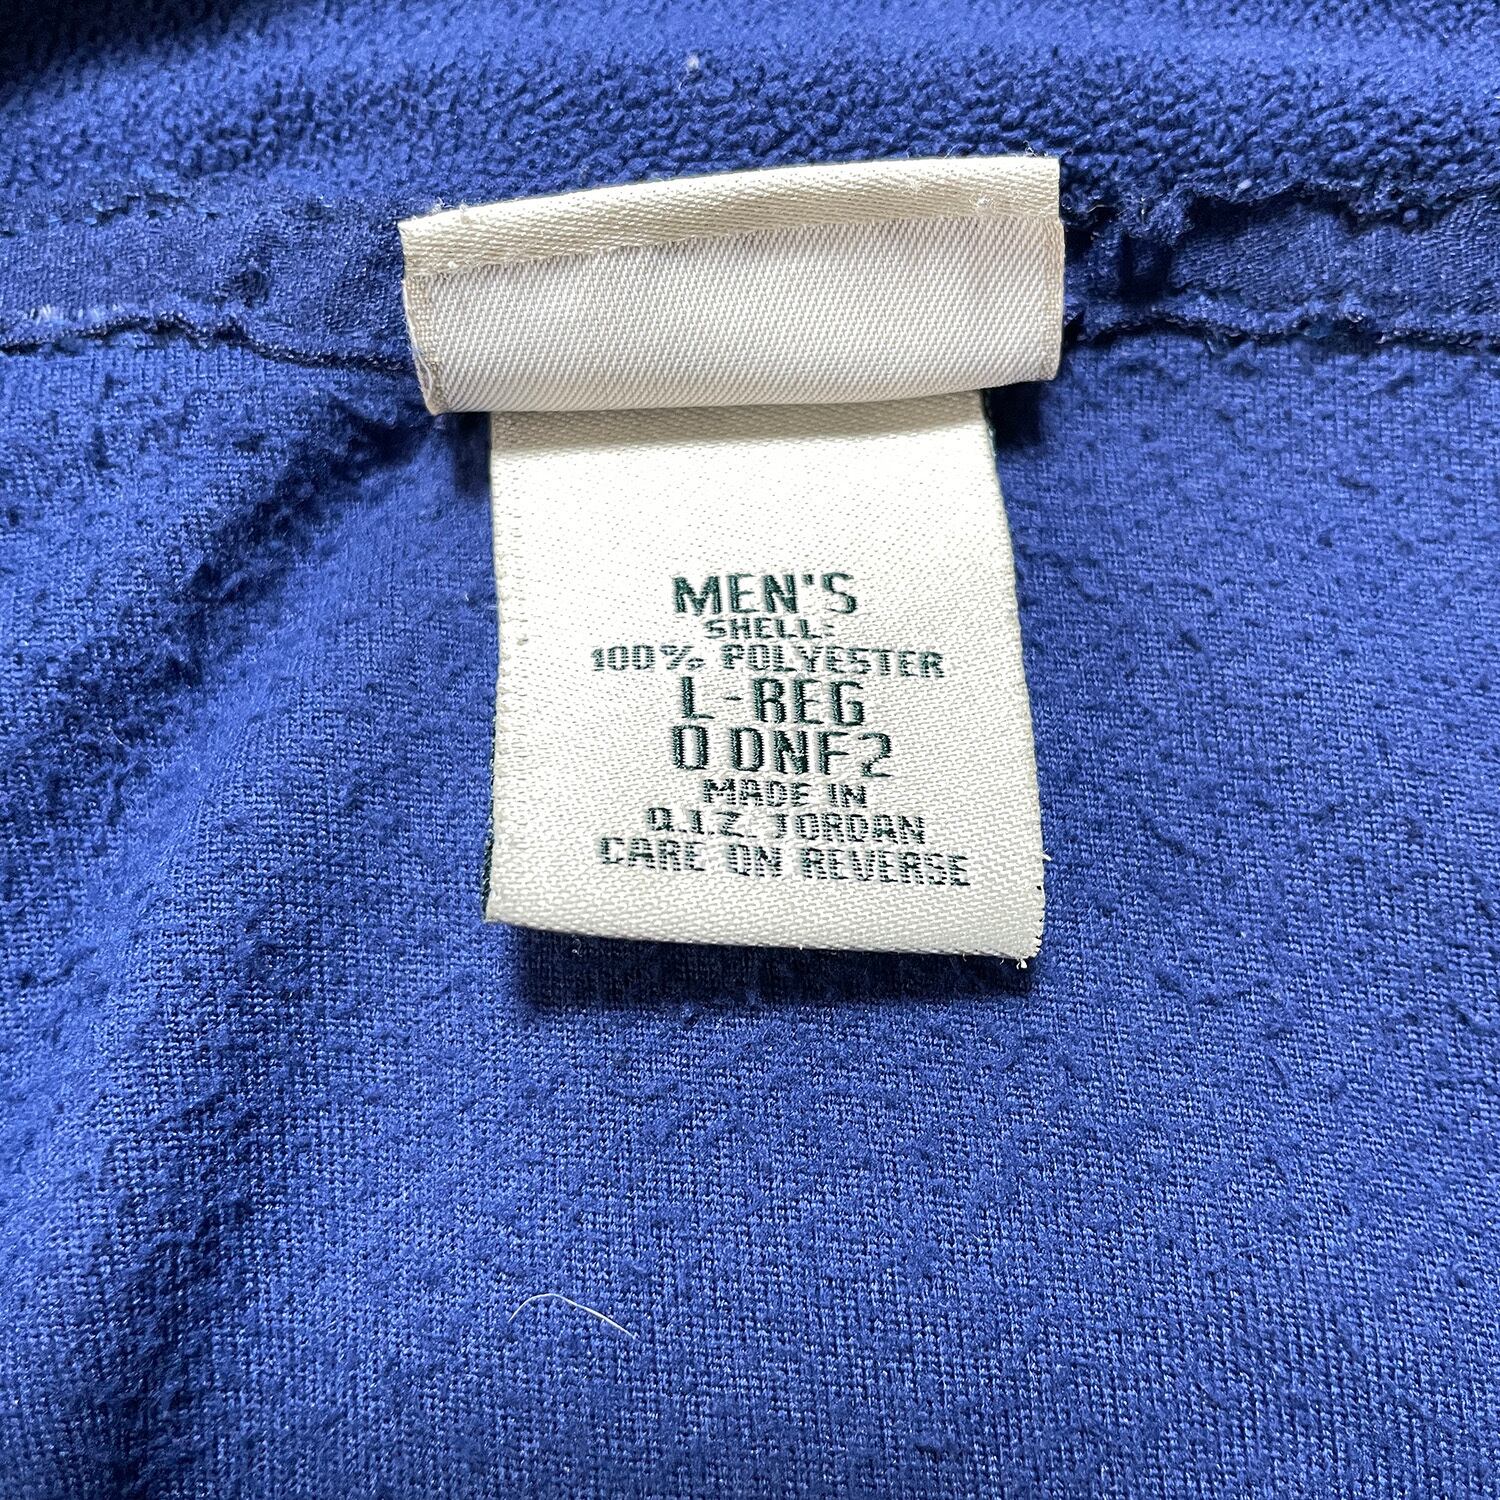 MEN'S
SHELL:
100% POLYESTER
L-REG
0 DNF2
MADE IN
Q.I.Z. JORDAN
CARE ON REVERSE